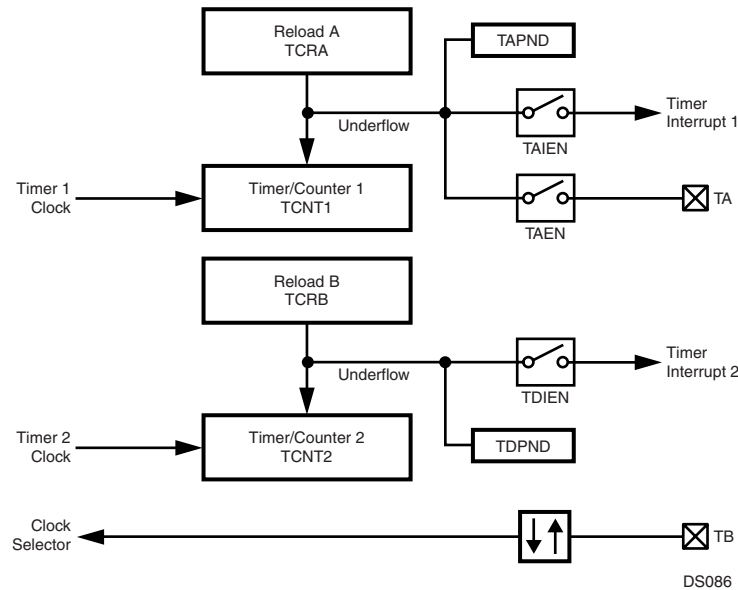 Reload A
TCRA
TAPND
Timer
Interrupt 1
Underflow
TAIEN
Timer 1
Clock
Timer/Counter 1
TCNT1
TA
TAEN
Reload B
TCRB
Timer
Interrupt 2
Underflow
TDIEN
Timer 2
Clock
Timer/Counter 2
TCNT2
TDPND
Clock
Selector
TB
DS086